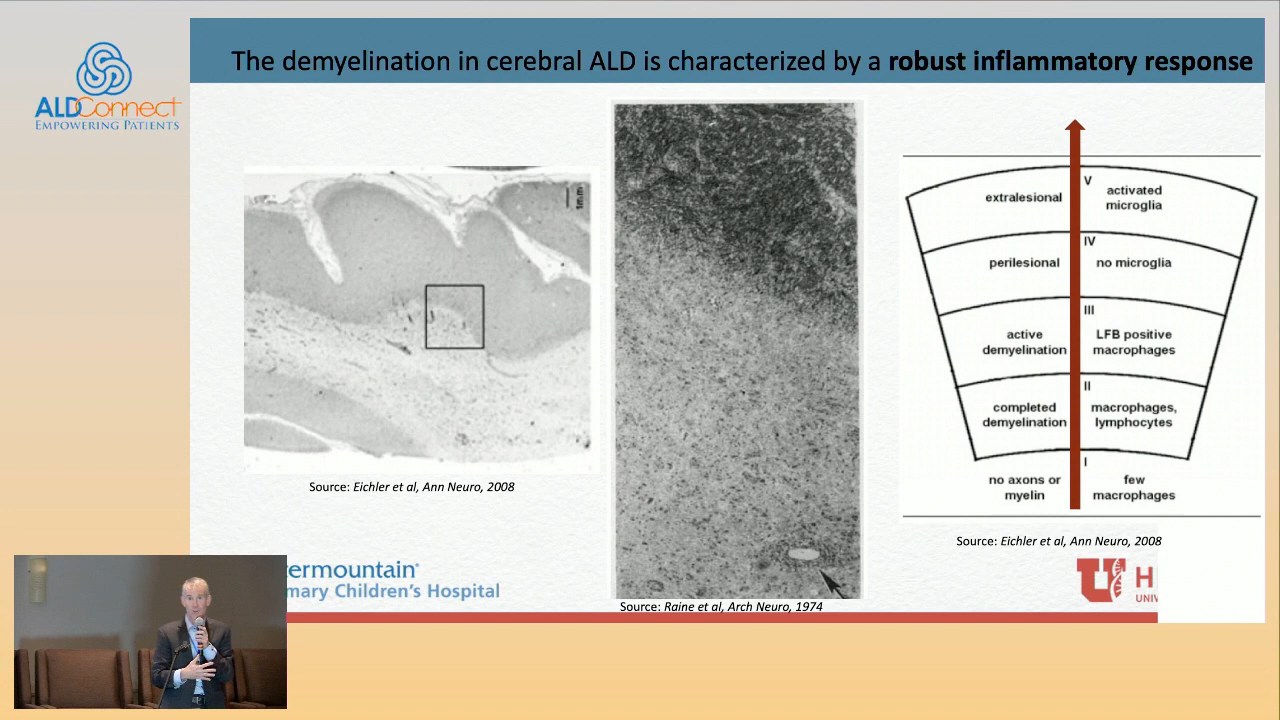 The demyelination in cerebral ALD is characterized by a robust inflammatory response
ALDConnect
EMPOWERING PATIENTS
1mm
Source: Eichler et al, Ann Neuro, 2008
Source: Raine et al, Arch Neuro, 1974
V
extralesional
activated
microglia
IV
perilesional
no microglia
III
active
demyelination
LFB positive
macrophages
II
completed
demyelination
macrophages,
lymphocytes
I
no axons or
myelin
few
macrophages
Source: Eichler et al, Ann Neuro, 2008
termountain
mary Children's Hospital
U H
UNIV